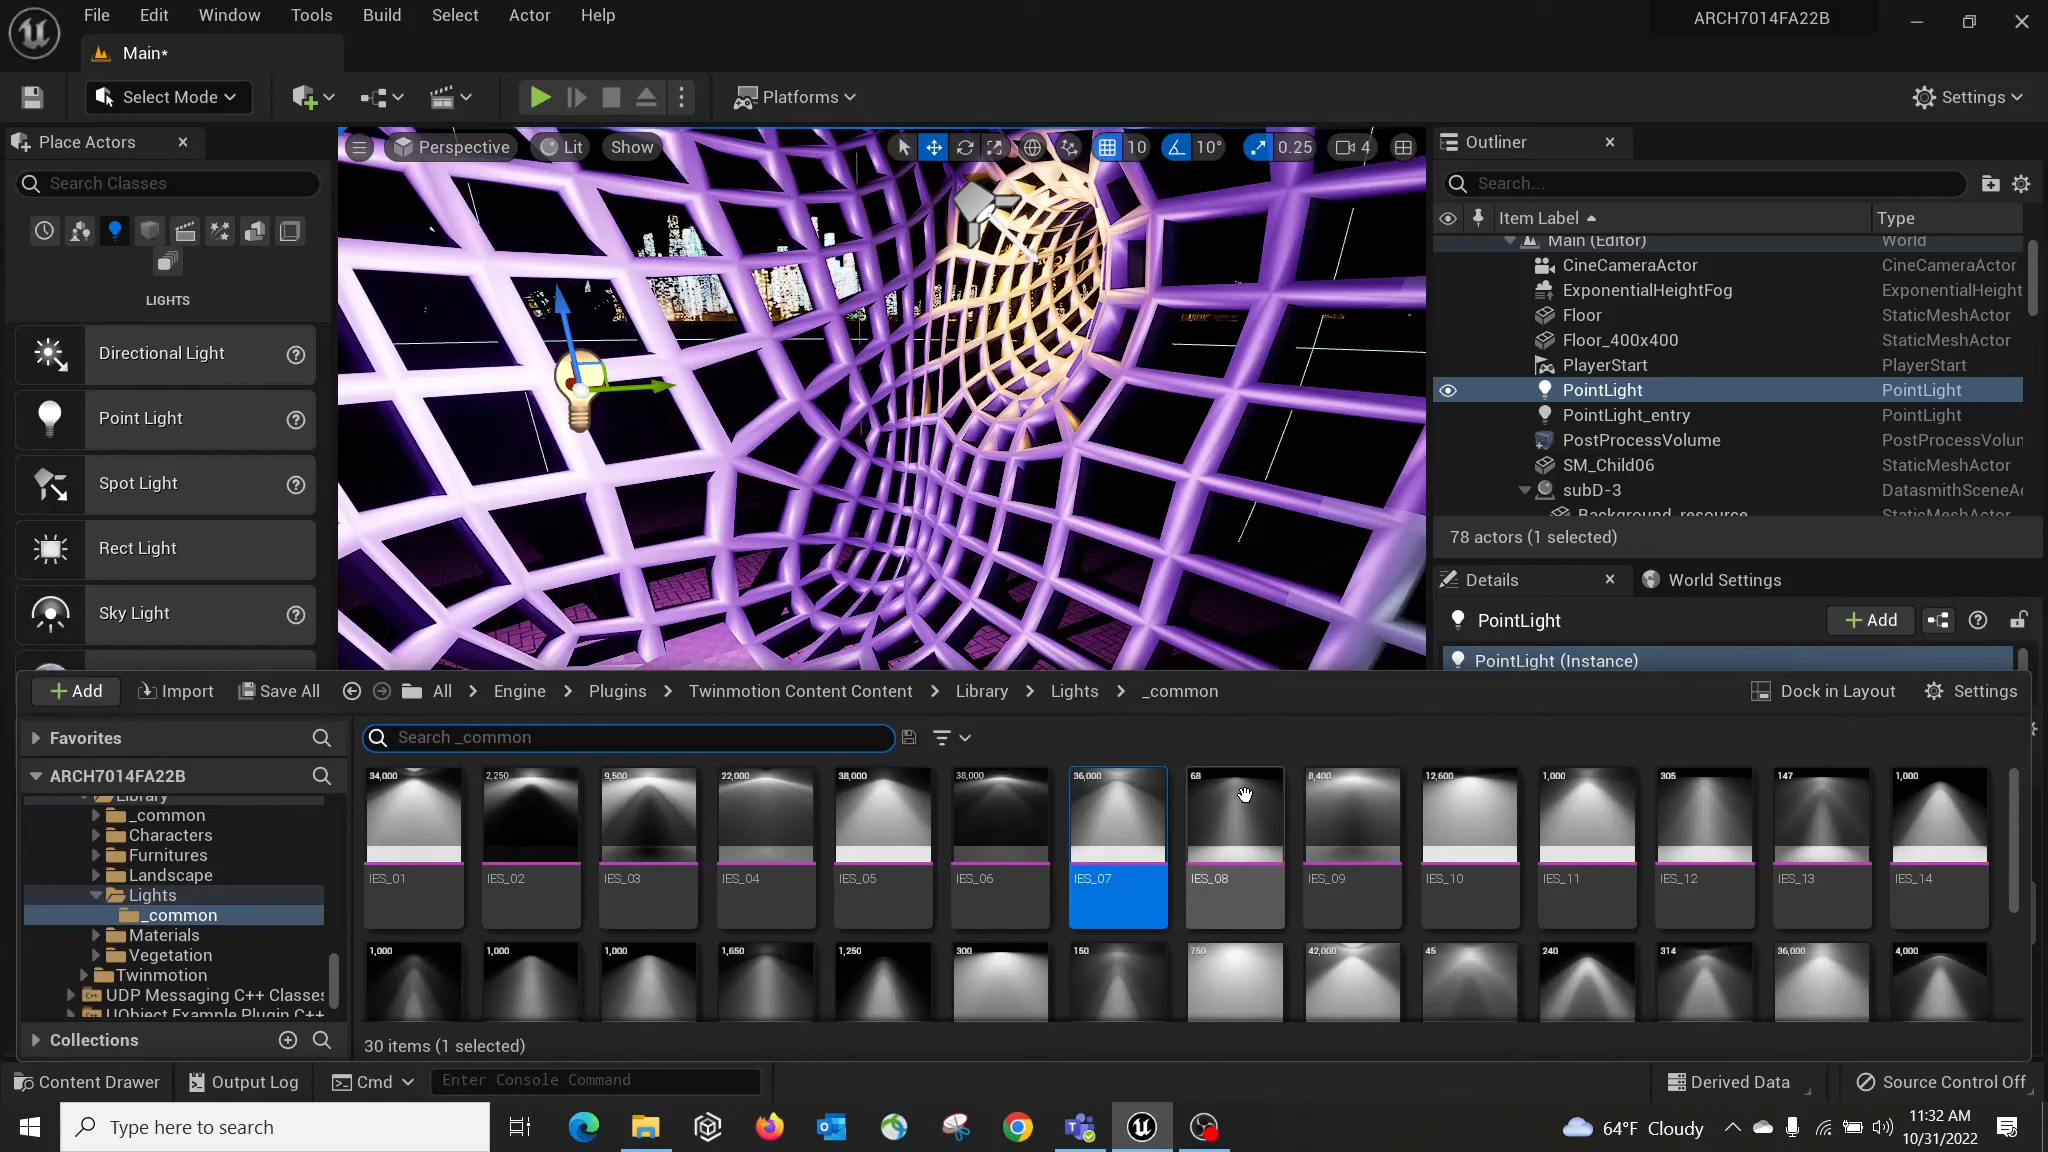 File Edit Window Tools Build Select Actor Help ARCH7014FA22B
Main*
Select Mode Platforms Settings
Place Actors
Search Classes
LIGHTS
Directional Light
Point Light
Spot Light
Rect Light
Sky Light
Perspective Lit Show 10 10° 0.25 4
Outliner
Search...
Item Label Type
Main (Editor) World
CineCameraActor CineCameraActor
ExponentialHeightFog ExponentialHeight
Floor StaticMeshActor
Floor_400x400 StaticMeshActor
PlayerStart PlayerStart
PointLight PointLight
PointLight_entry PointLight
PostProcessVolume PostProcessVolun
SM_Child06 StaticMeshActor
subD-3 DatasmithSceneA
Background_resource StaticMeshActor
78 actors (1 selected)
Details World Settings
PointLight Add
PointLight (Instance)
Add Import Save All All Engine Plugins Twinmotion Content Content Library Lights _common Dock in Layout Settings
Favorites
ARCH7014FA22B
Library
_common
Characters
Furnitures
Landscape
Lights
_common
Materials
Vegetation
Twinmotion
UDP Messaging C++ Classes
UObject Example Plugin C++
Collections
Search _common
34,000 2,250 9,500 22,000 38,000 38,000 36,000 68 8,400 12,600 1,000 305 147 1,000
IES_01 IES_02 IES_03 IES_04 IES_05 IES_06 IES_07 IES_08 IES_09 IES_10 IES_11 IES_12 IES_13 IES_14
1,000 1,000 1,000 1,650 1,250 300 150 750 42,000 45 240 314 36,000 4,000
30 items (1 selected)
Content Drawer Output Log Cmd Enter Console Command Derived Data Source Control Off
Type here to search
64°F Cloudy
11:32 AM
10/31/2022